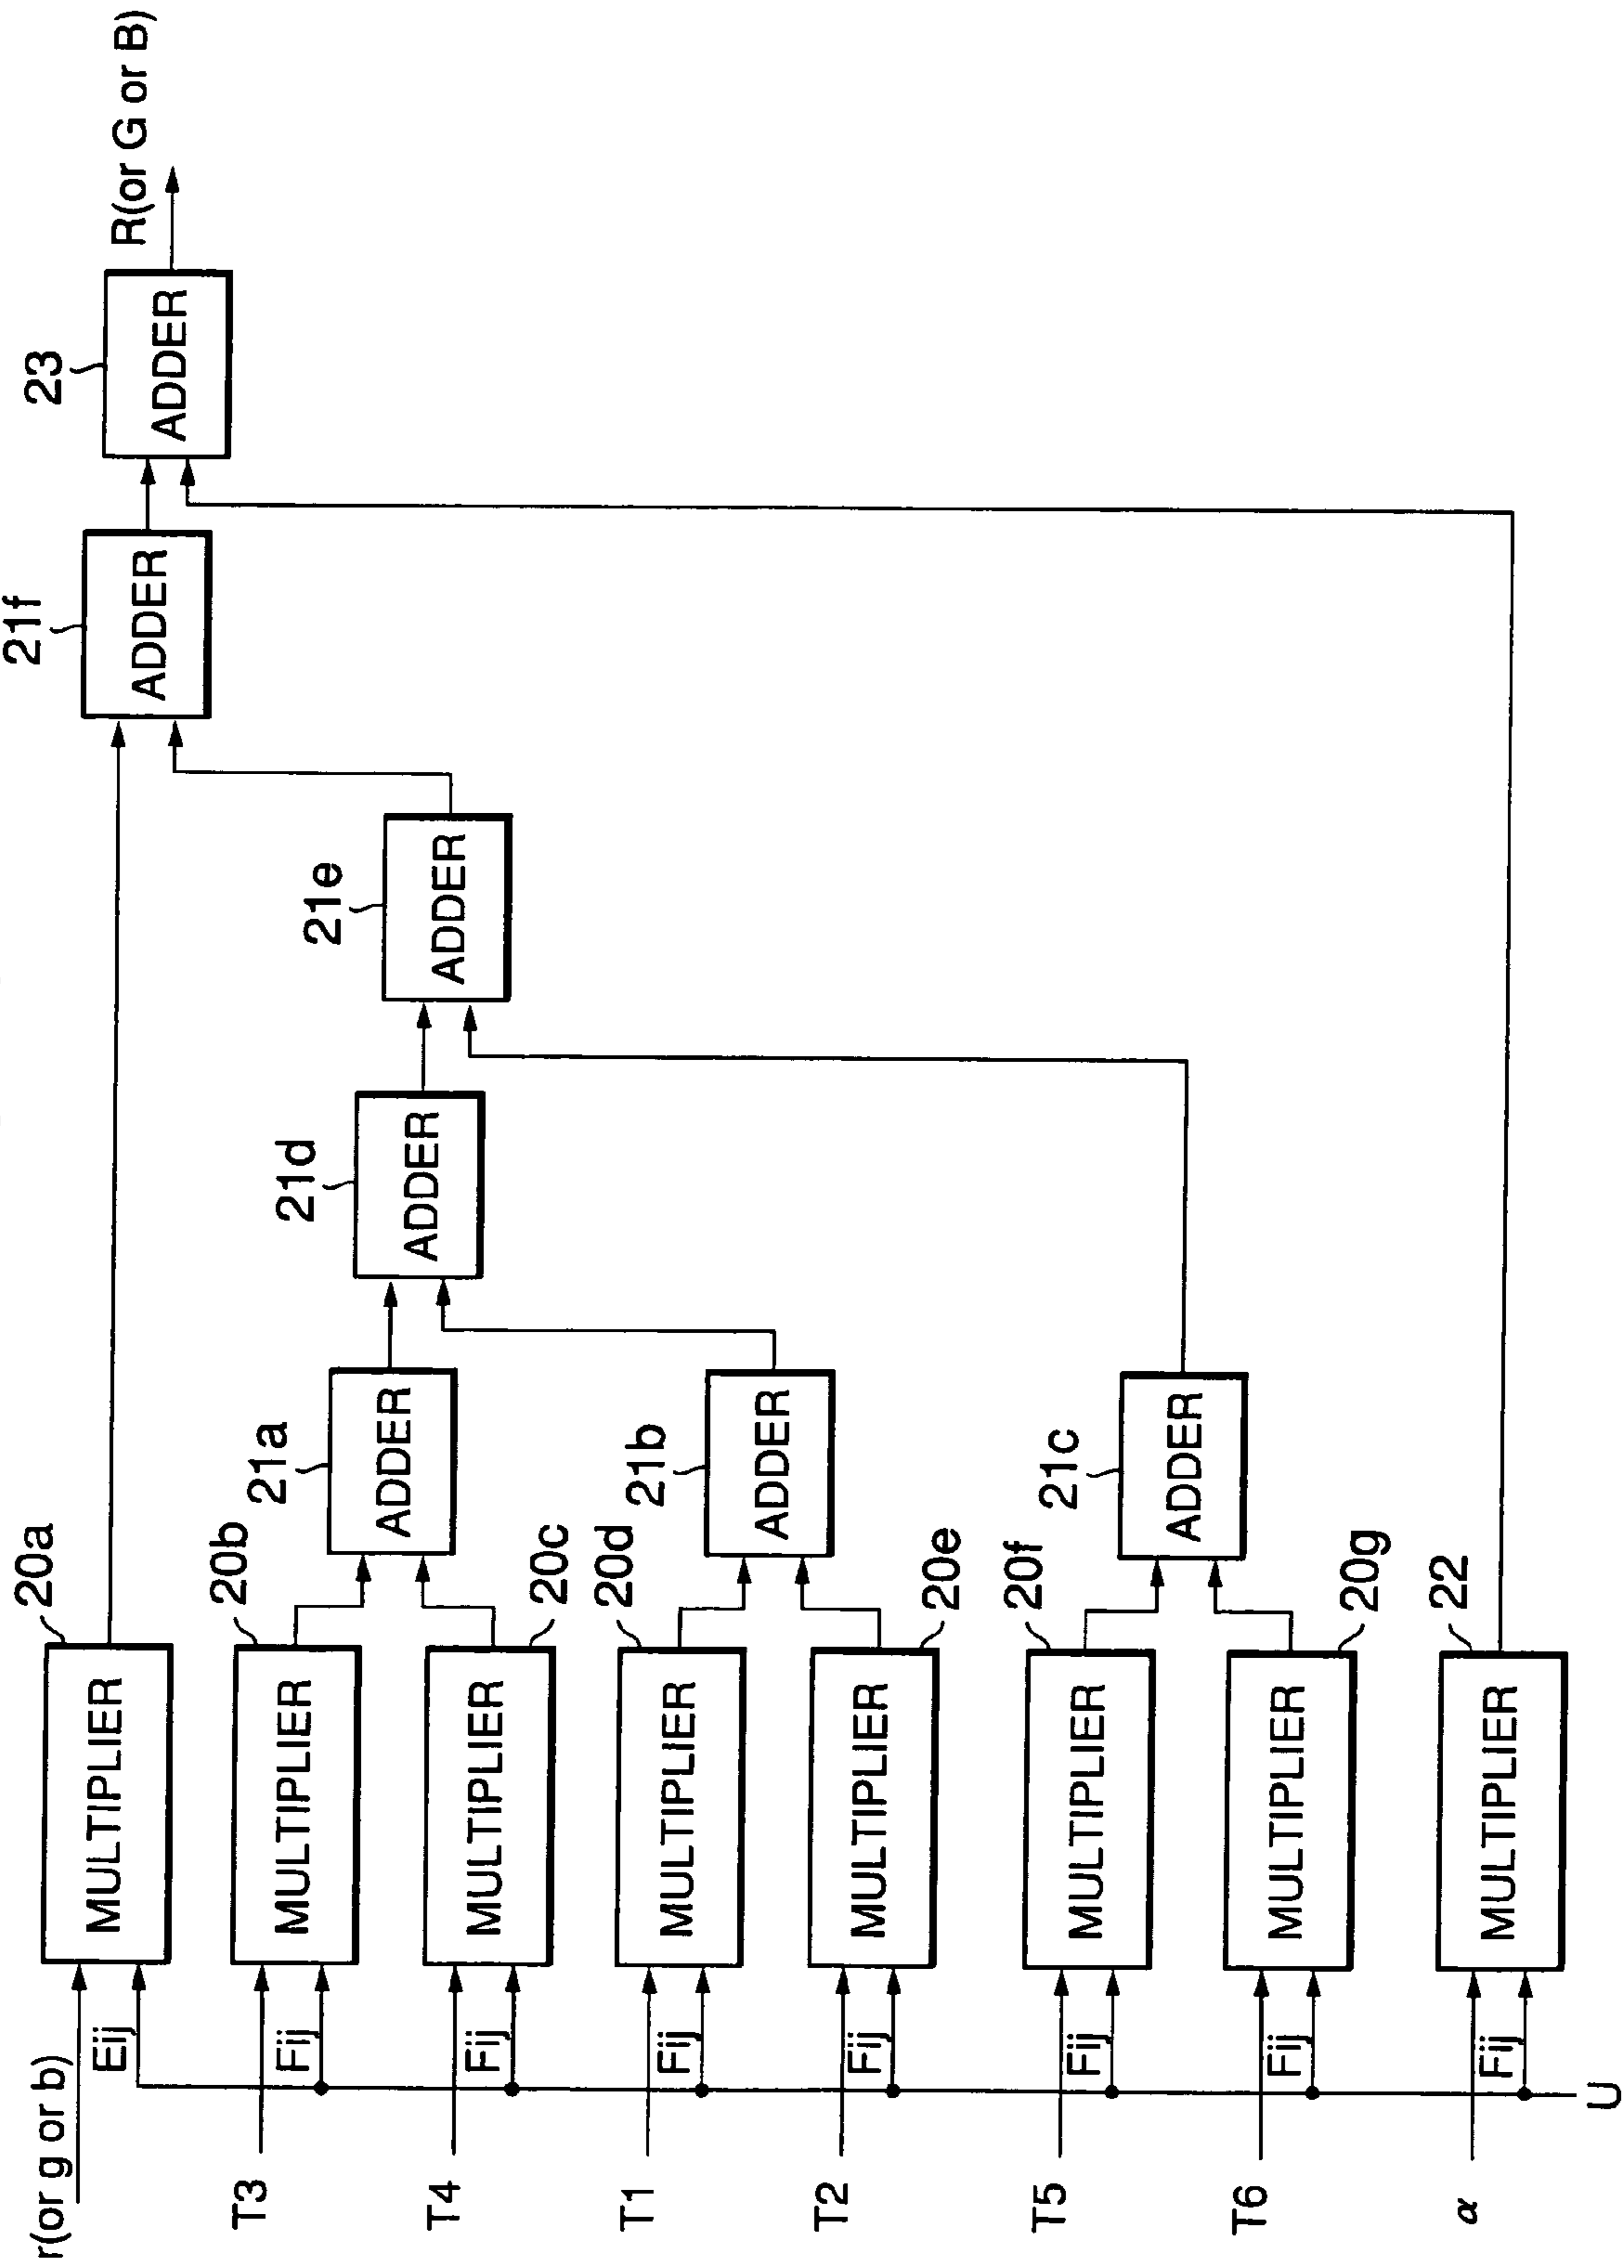 r(or g or b)
Eij
MULTIPLIER
20a
T3
Fij
MULTIPLIER
20b
T4
Fij
MULTIPLIER
20c
T1
Fij
MULTIPLIER
20d
T2
Fij
MULTIPLIER
20e
T5
Fij
MULTIPLIER
20f
T6
Fij
MULTIPLIER
20g
α
Fij
MULTIPLIER
22
U
ADDER
21a
ADDER
21b
ADDER
21c
ADDER
21d
ADDER
21e
ADDER
21f
ADDER
23
R(or G or B)